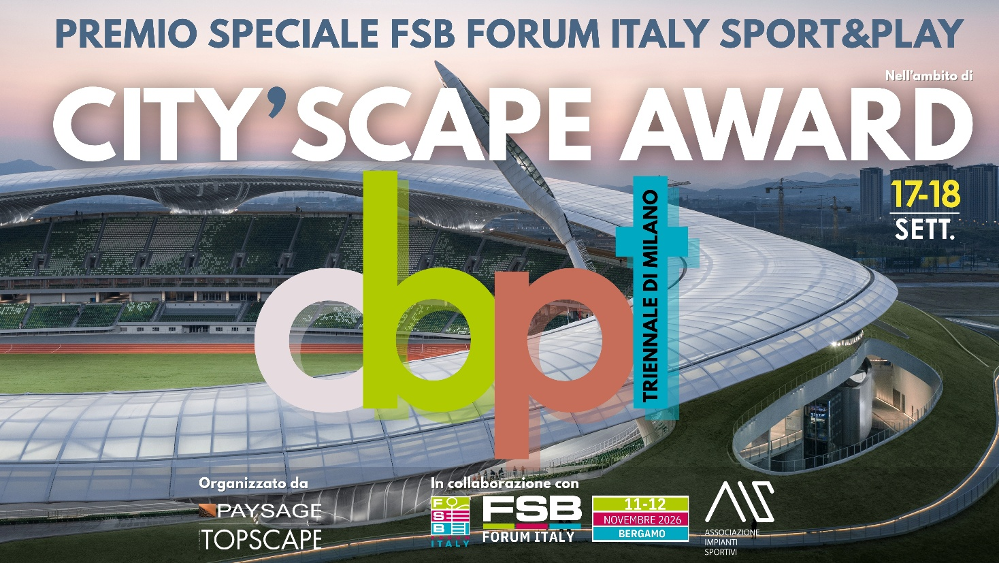 PREMIO SPECIALE FSB FORUM ITALY SPORT&PLAY
Nell'ambito di
CITY'SCAPE AWARD
17-18
SETT.
cbpt
TRIENNALE DI MILANO
Organizzato da
PAYSAGE
TOPSCAPE
In collaborazione con
FSB
ITALY
FSB
FORUM ITALY
11-12
NOVEMBRE 2026
BERGAMO
AIS
ASSOCIAZIONE
IMPIANTI
SPORTIVI